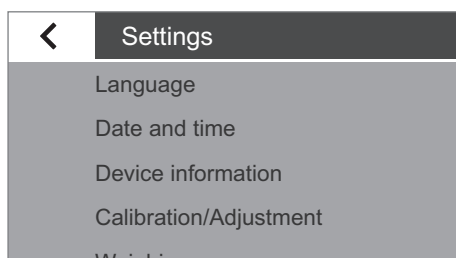 Settings
Language
Date and time
Device information
Calibration/Adjustment